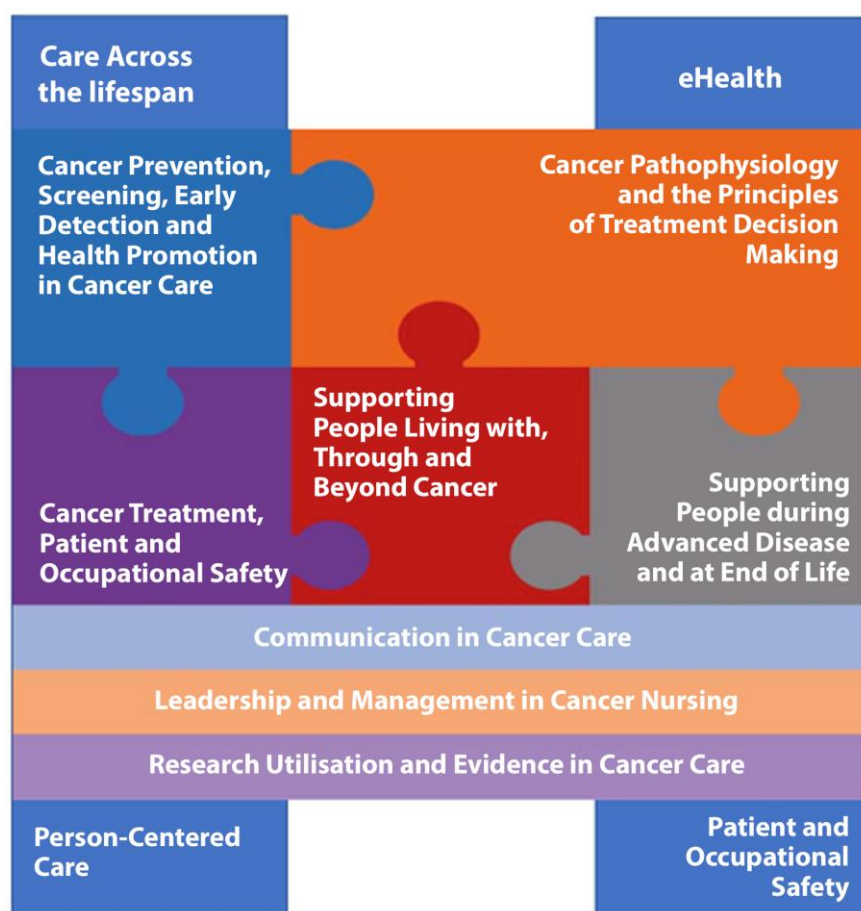 Care Across
the lifespan
eHealth
Cancer Prevention,
Screening, Early
Detection and
Health Promotion
in Cancer Care
Cancer Pathophysiology
and the Principles
of Treatment Decision
Making
Cancer Treatment,
Patient and
Occupational Safety
Supporting
People Living with,
Through and
Beyond Cancer
Supporting
People during
Advanced Disease
and at End of Life
Communication in Cancer Care
Leadership and Management in Cancer Nursing
Research Utilisation and Evidence in Cancer Care
Person-Centered
Care
Patient and
Occupational
Safety